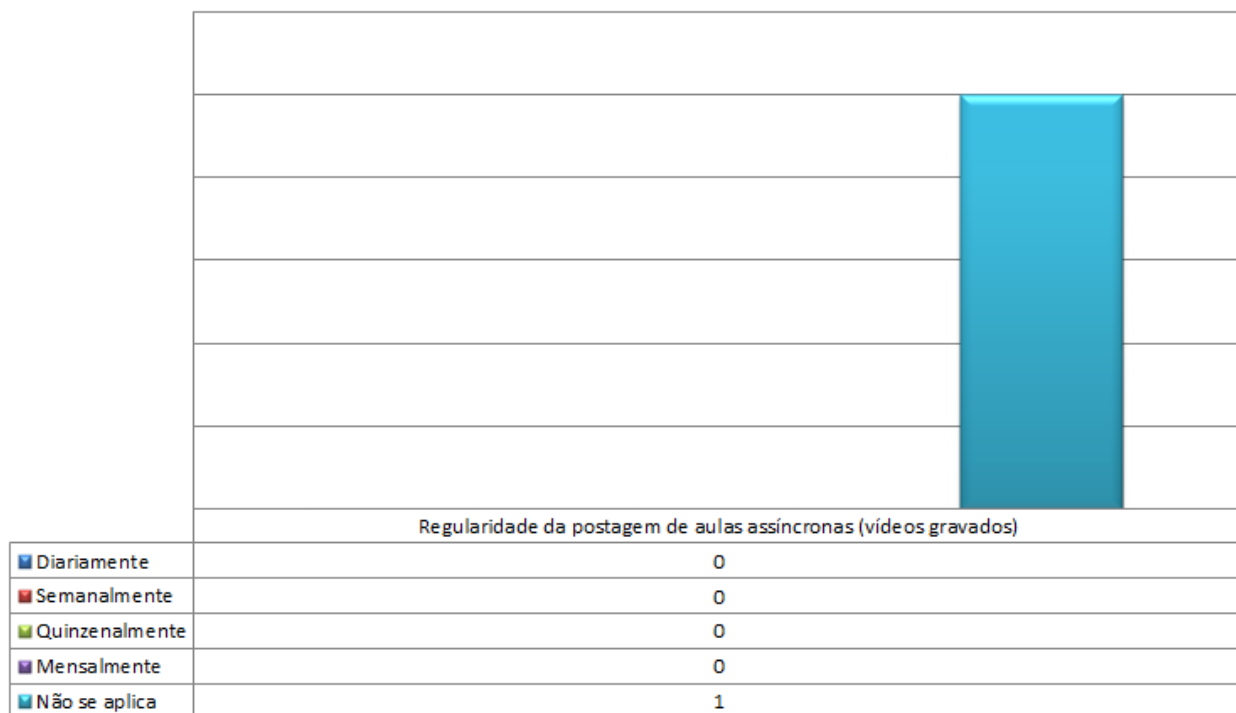 Regularidade da postagem de aulas assíncronas (vídeos gravados)
Diariamente 0
Semanalmente 0
Quinzenalmente 0
Mensalmente 0
Não se aplica 1